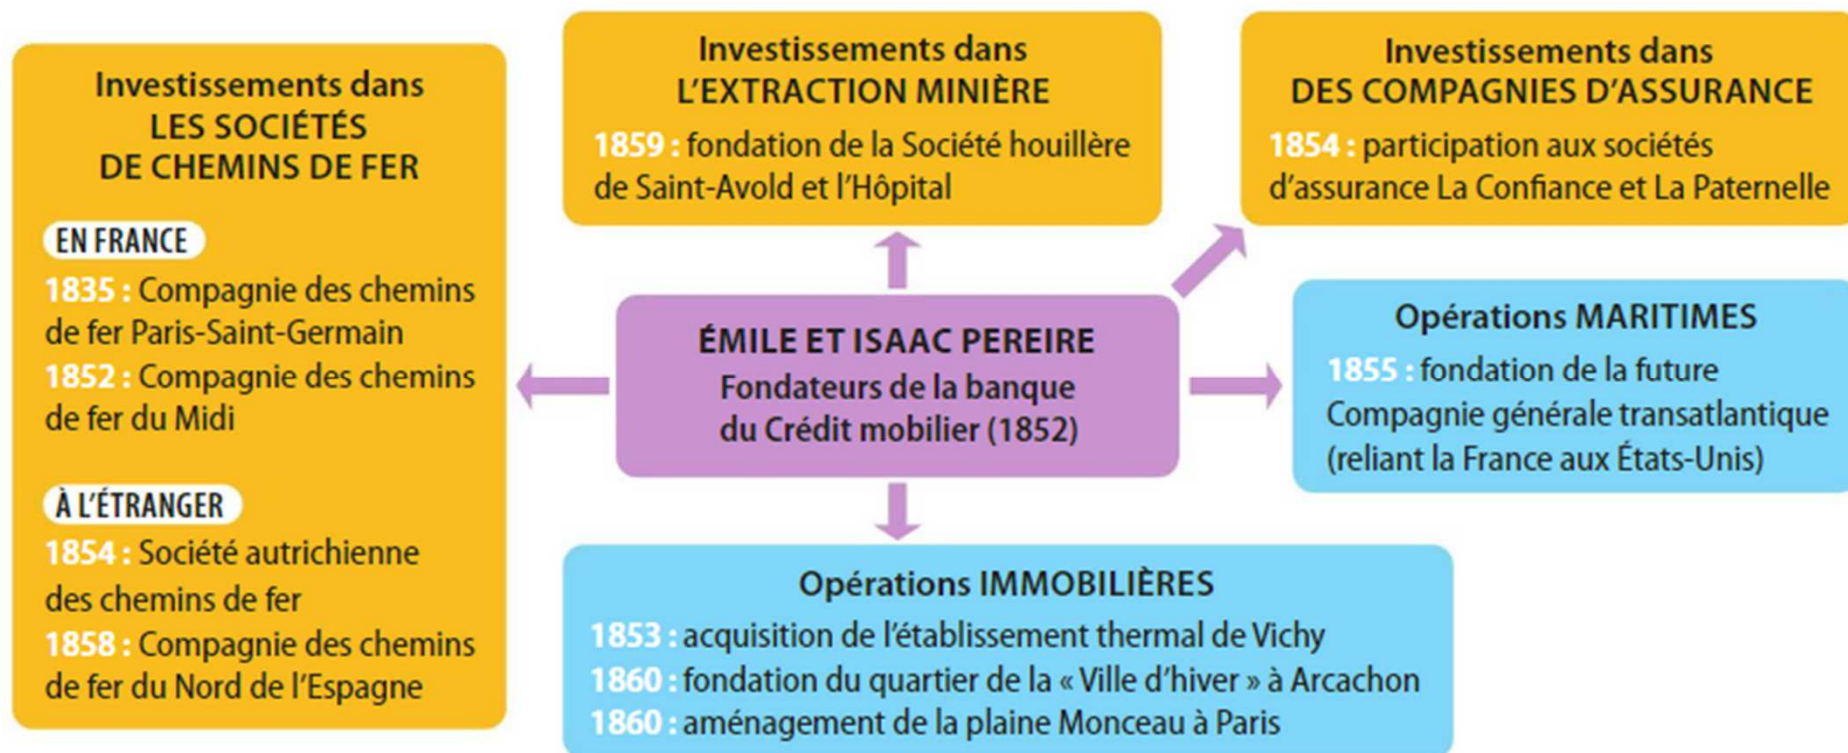 Investissements dans
LES SOCIÉTÉS
DE CHEMINS DE FER
EN FRANCE
1835 : Compagnie des chemins
de fer Paris-Saint-Germain
1852 : Compagnie des chemins
de fer du Midi
À L'ÉTRANGER
1854 : Société autrichienne
des chemins de fer
1858 : Compagnie des chemins
de fer du Nord de l'Espagne
Investissements dans
L'EXTRACTION MINIÈRE
1859 : fondation de la Société houillère
de Saint-Avold et l'Hôpital
Investissements dans
DES COMPAGNIES D'ASSURANCE
1854 : participation aux sociétés
d'assurance La Confiance et La Paternelle
ÉMILE ET ISAAC PEREIRE
Fondateurs de la banque
du Crédit mobilier (1852)
Opérations MARITIMES
1855 : fondation de la future
Compagnie générale transatlantique
(reliant la France aux États-Unis)
Opérations IMMOBILIÈRES
1853 : acquisition de l'établissement thermal de Vichy
1860 : fondation du quartier de la « Ville d'hiver » à Arcachon
1860 : aménagement de la plaine Monceau à Paris